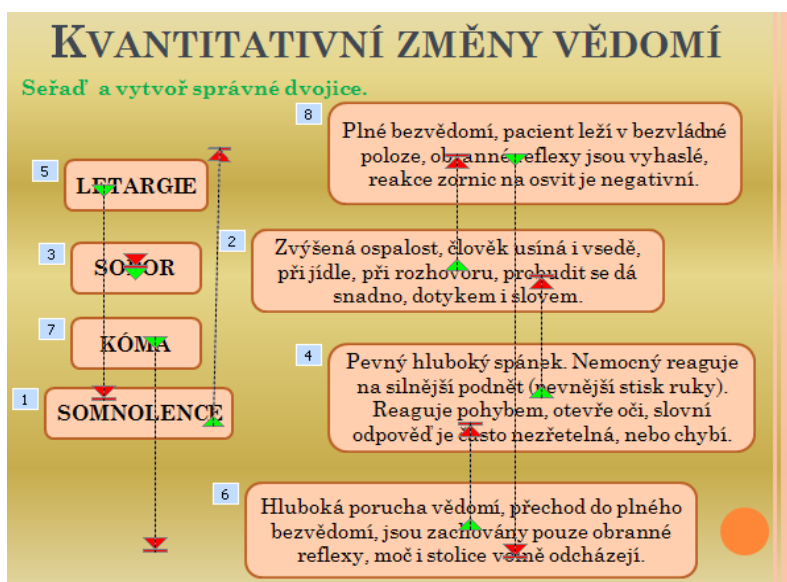 KVANTITATIVNÍ ZMĚNY VĚDOMÍ
Seřaď a vytvoř správné dvojice.
5
LETARGIE
3
SOPOR
7
KÓMA
1
SOMNOLENCE
8
Plné bezvědomí, pacient leží v bezvládné
poloze, obranné reflexy jsou vyhaslé,
reakce zornic na osvit je negativní.
2
Zvýšená ospalost, člověk usíná i vsedě,
při jídle, při rozhovoru, probudit se dá
snadno, dotykem i slovem.
4
Pevný hluboký spánek. Nemocný reaguje
na silnější podnět (pevnější stisk ruky).
Reaguje pohybem, otevře oči, slovní
odpověď je často nezřetelná, nebo chybí.
6
Hluboká porucha vědomí, přechod do plného
bezvědomí, jsou zachovány pouze obranné
reflexy, moč i stolice volně odcházejí.